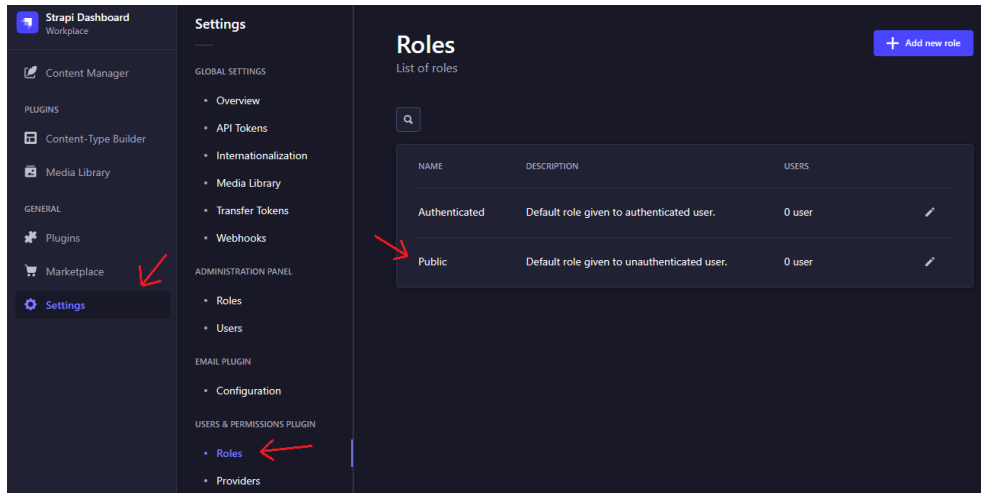 Strapi Dashboard
Workplace
Content Manager
PLUGINS
Content-Type Builder
Media Library
GENERAL
Plugins
Marketplace
Settings
Settings
GLOBAL SETTINGS
Overview
API Tokens
Internationalization
Media Library
Transfer Tokens
Webhooks
ADMINISTRATION PANEL
Roles
Users
EMAIL PLUGIN
Configuration
USERS & PERMISSIONS PLUGIN
Roles
Providers
Roles
List of roles
Add new role
NAME DESCRIPTION USERS
Authenticated Default role given to authenticated user. 0 user
Public Default role given to unauthenticated user. 0 user